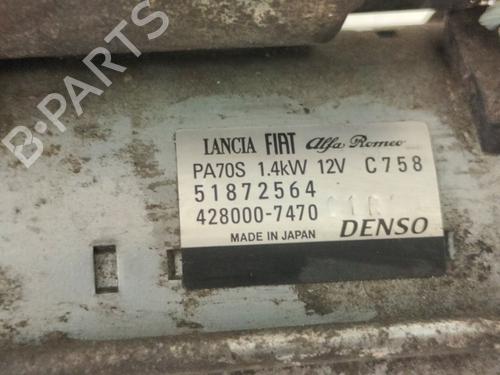 LANCIA FIAT Alfa Romeo
PA70S 1.4kW 12V C758
51872564
428000-7470
MADE IN JAPAN DENSO
B-PARTS